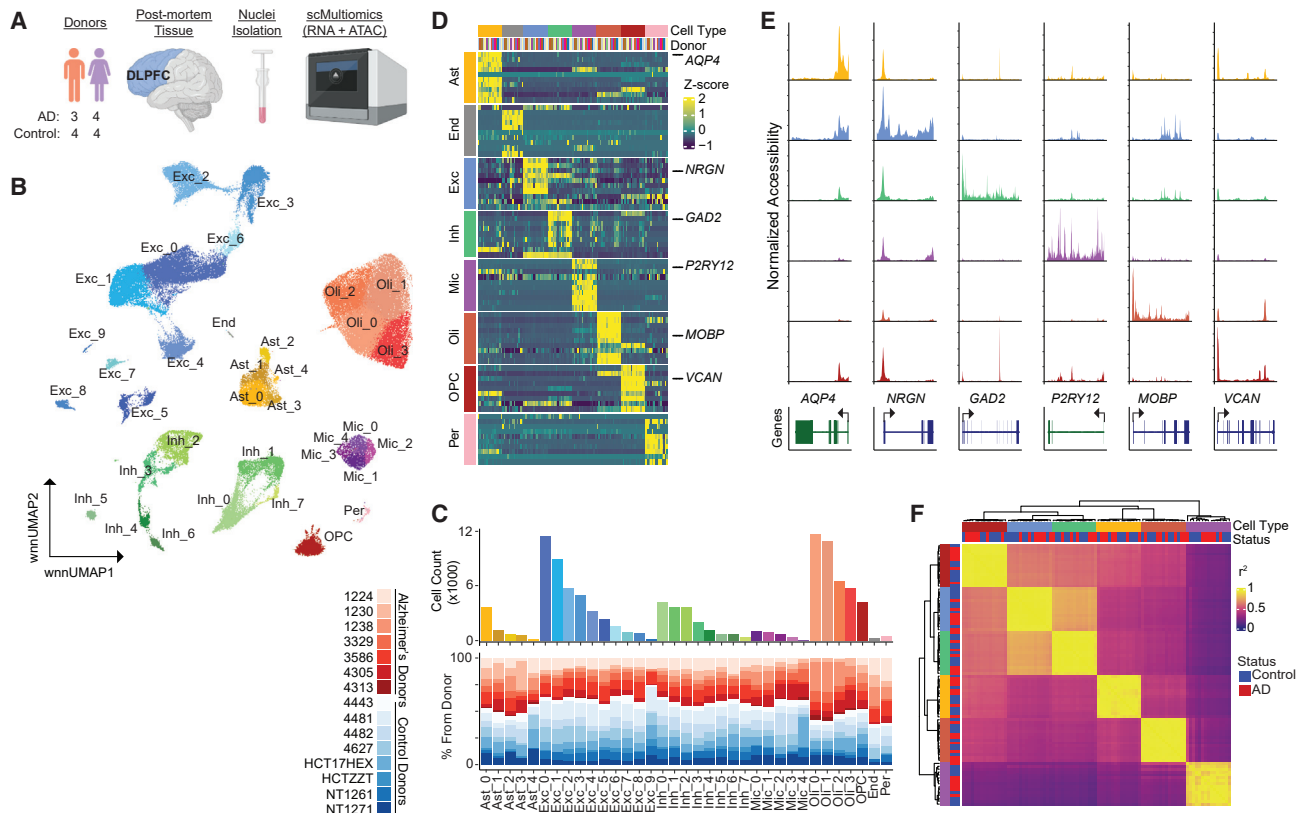 A
Donors
Post-mortem
Tissue
Nuclei
Isolation
scMultiomics
(RNA + ATAC)
DLPFC
AD: 3 4
Control: 4 4
B
Exc_2
Exc_3
Exc_6
Exc_0
Exc_1
Exc_9
Exc_4
Exc_7
Exc_8
Exc_5
End
Ast_2
Ast_1
Ast_4
Ast_0
Ast_3
Oli_2
Oli_1
Oli_0
Oli_3
Inh_2
Inh_3
Inh_1
Inh_0
Inh_7
Inh_5
Inh_4
Inh_6
Mic_0
Mic_4
Mic_2
Mic_3
Mic_1
Per
OPC
wnnUMAP2
wnnUMAP1
1224
1230
1238
3329
3586
4305
4313
4443
4481
4482
4627
HCT17HEX
HCTZZT
NT1261
NT1271
Alzheimer's Donors
Control Donors
C
Cell Count
(x1000)
12
6
0
% From Donor
100
0
Ast_0
Ast_1
Ast_2
Ast_3
Ast_4
Exc_0
Exc_1
Exc_2
Exc_3
Exc_4
Exc_5
Exc_6
Exc_7
Exc_8
Exc_9
Inh_0
Inh_1
Inh_2
Inh_3
Inh_4
Inh_5
Inh_6
Inh_7
Mic_0
Mic_1
Mic_2
Mic_3
Mic_4
Oli_0
Oli_1
Oli_2
Oli_3
OPC
End
Per
D
Cell Type
Donor
Ast
End
Exc
Inh
Mic
Oli
OPC
Per
AQP4
Z-score
2
1
0
−1
NRGN
GAD2
P2RY12
MOBP
VCAN
E
Normalized Accessibility
AQP4
NRGN
GAD2
P2RY12
MOBP
VCAN
Genes
F
Cell Type
Status
r²
1
0.5
0
Status
Control
AD